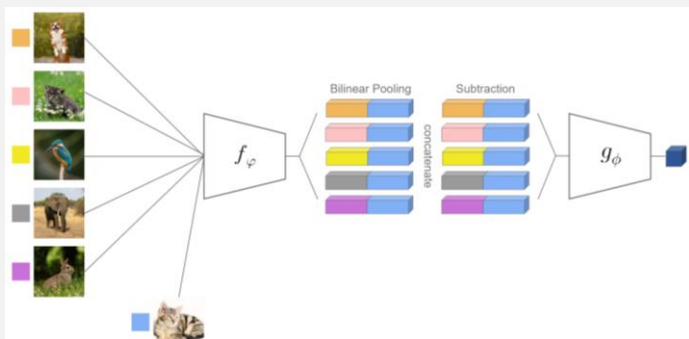 Bilinear Pooling
Subtraction
concatenate
f_φ
g_ϕ